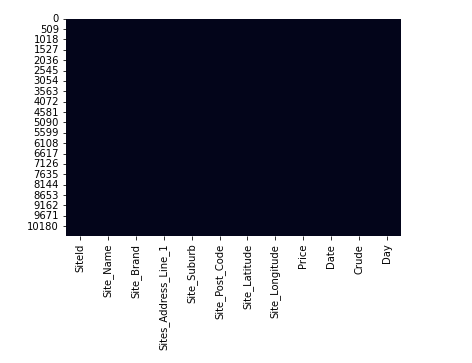 0
509
1018
1527
2036
2545
3054
3563
4072
4581
5090
5599
6108
6617
7126
7635
8144
8653
9162
9671
10180
SiteId
Site_Name
Site_Brand
Sites_Address_Line_1
Site_Suburb
Site_Post_Code
Site_Latitude
Site_Longitude
Price
Date
Crude
Day